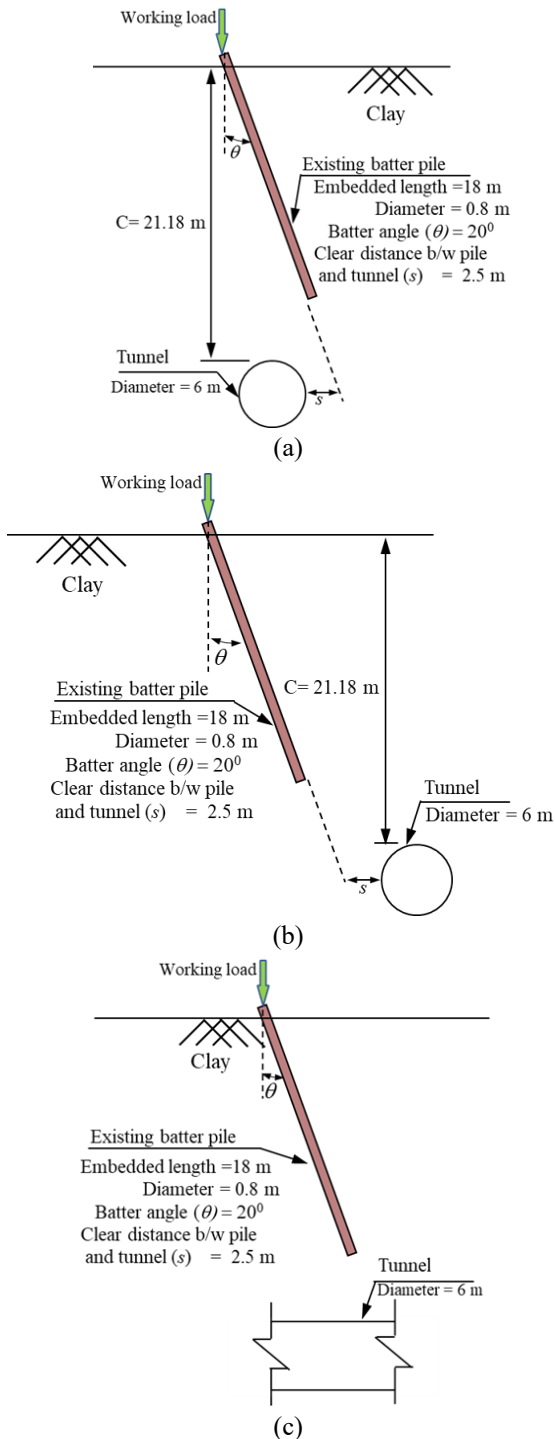 Working load
θ
Clay
Existing batter pile
Embedded length =18 m
Diameter = 0.8 m
Batter angle (θ) = 20⁰
Clear distance b/w pile
and tunnel (s) = 2.5 m
C= 21.18 m
Tunnel
Diameter = 6 m
s
(a)
Working load
Clay
θ
C= 21.18 m
Existing batter pile
Embedded length =18 m
Diameter = 0.8 m
Batter angle (θ) = 20⁰
Clear distance b/w pile
and tunnel (s) = 2.5 m
Tunnel
Diameter = 6 m
s
(b)
Working load
Clay
θ
Existing batter pile
Embedded length =18 m
Diameter = 0.8 m
Batter angle (θ) = 20⁰
Clear distance b/w pile
and tunnel (s) = 2.5 m
Tunnel
Diameter = 6 m
(c)